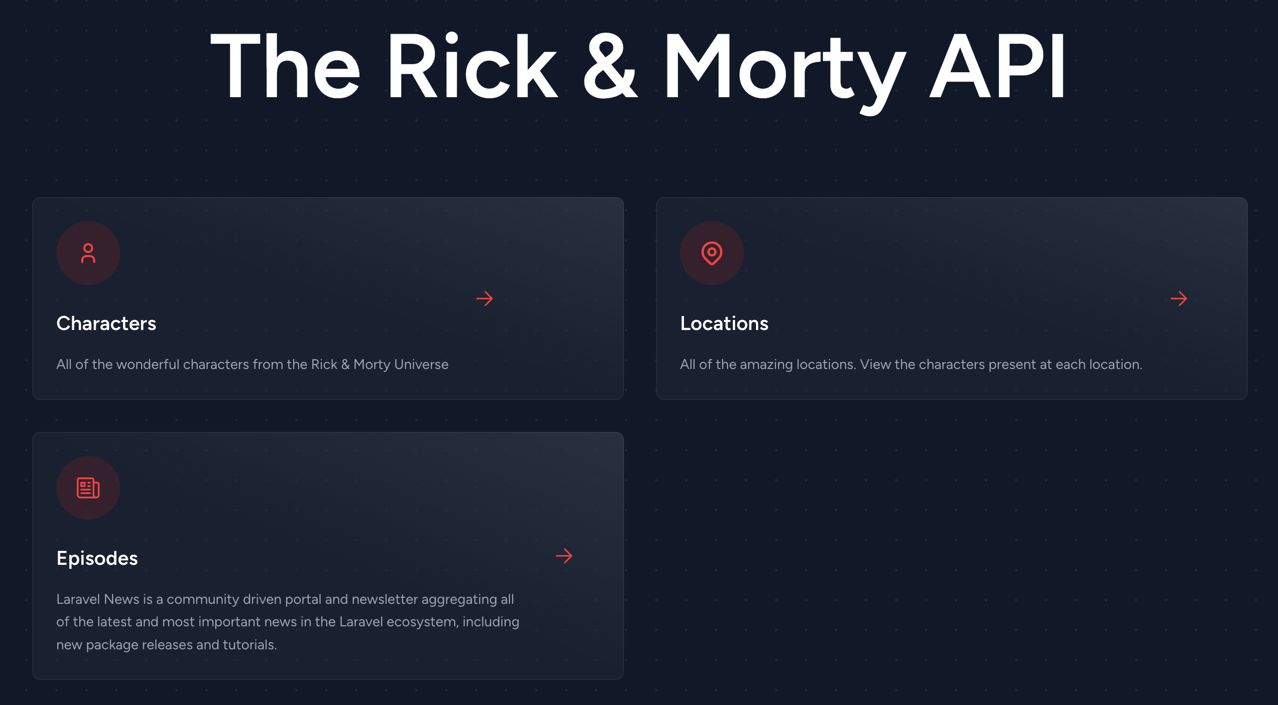 The Rick & Morty API
Characters
All of the wonderful characters from the Rick & Morty Universe
Locations
All of the amazing locations. View the characters present at each location.
Episodes
Laravel News is a community driven portal and newsletter aggregating all
of the latest and most important news in the Laravel ecosystem, including
new package releases and tutorials.